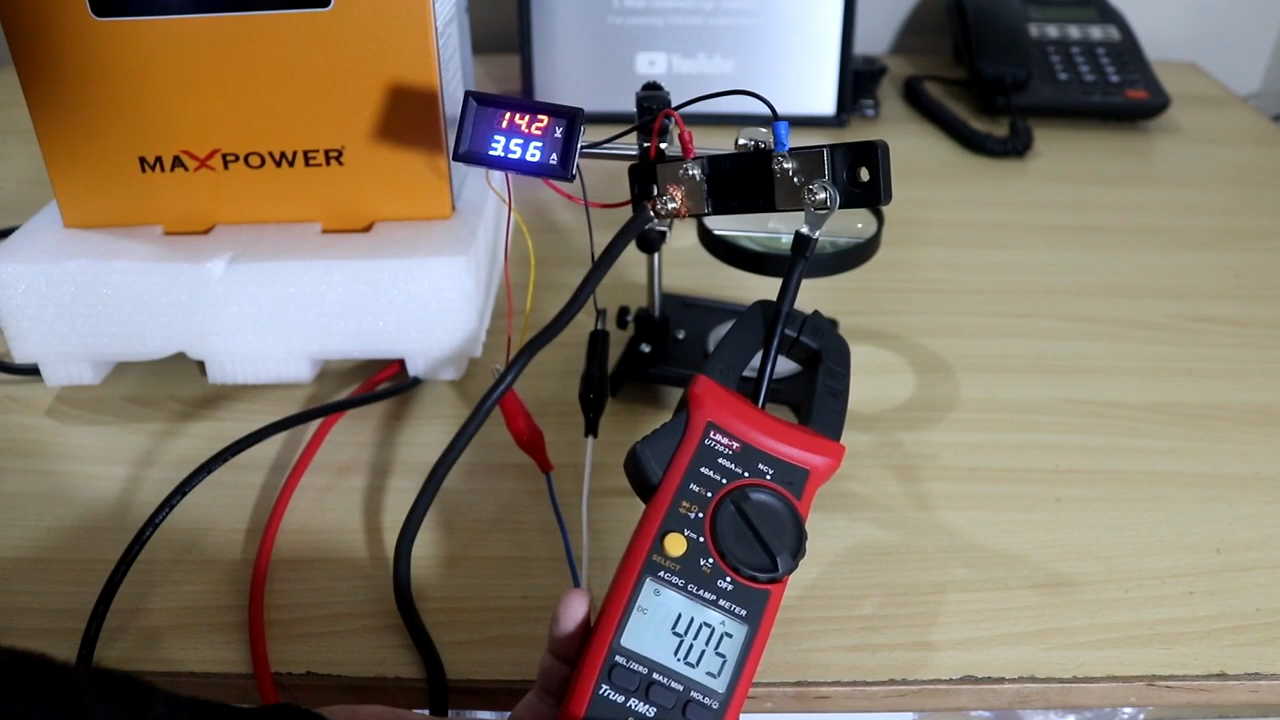 MAXPOWER
14.2 V
3.56 A
YouTube
UNI-T
UT203+
400A
NCV
40A
Hz%
V
V
Hz
OFF
SELECT
AC/DC CLAMP METER
DC
A
4.05
REL/ZERO
MAX/MIN
HOLD/
True RMS